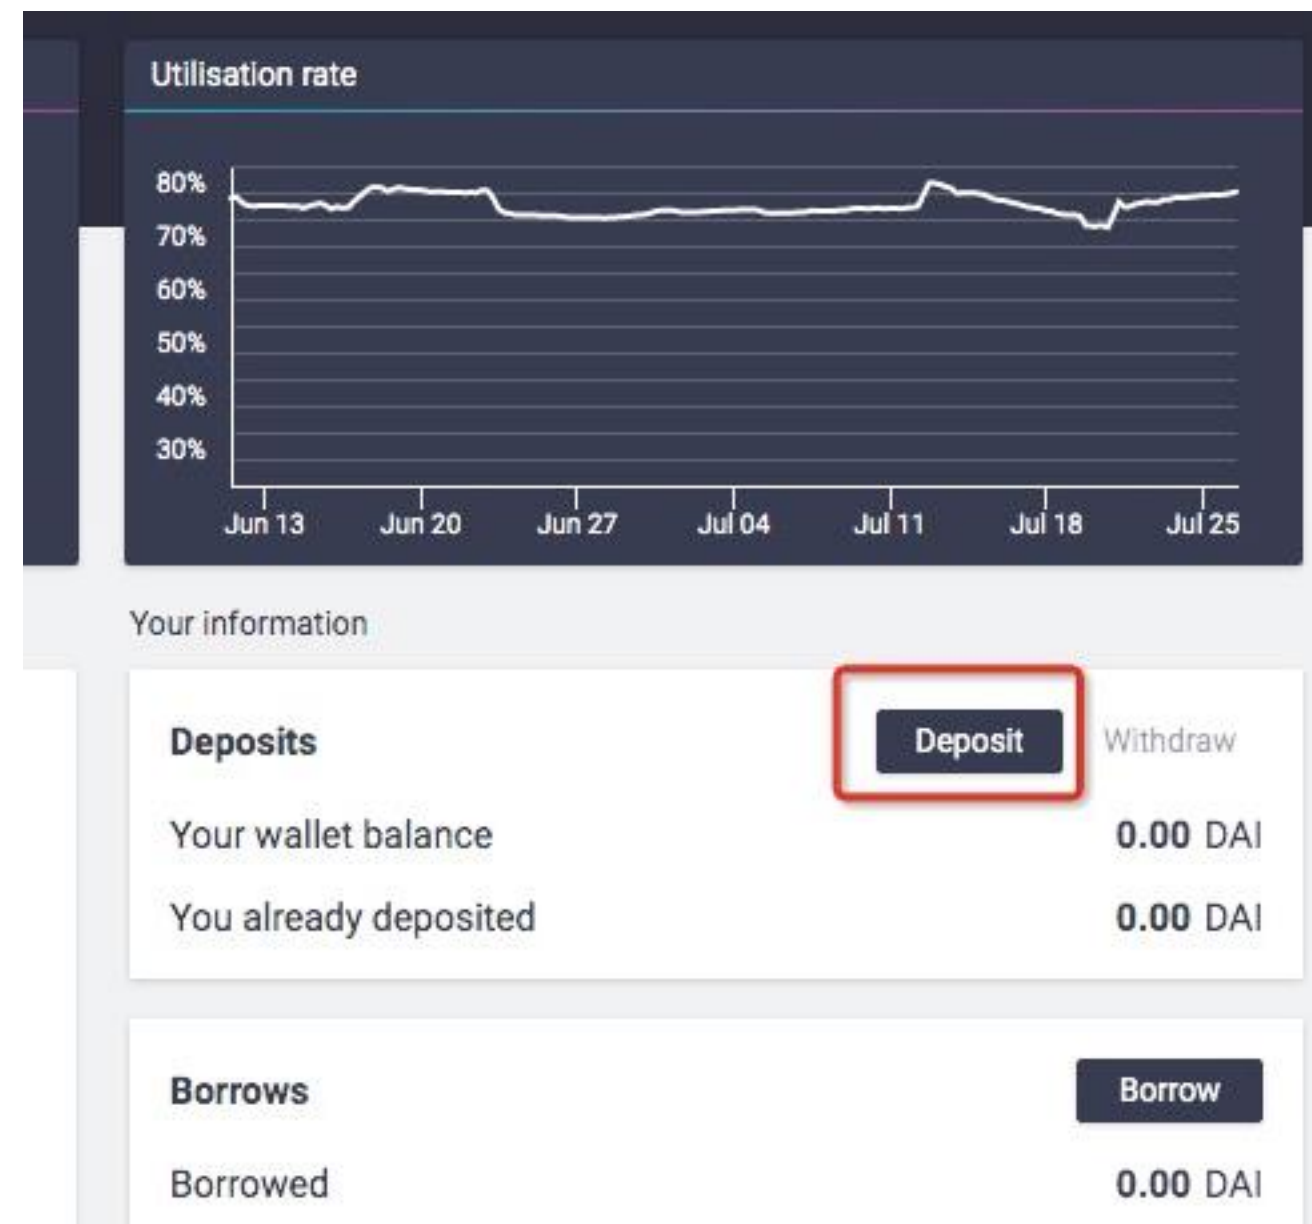 Utilisation rate
80%
70%
60%
50%
40%
30%
Jun 13 Jun 20 Jun 27 Jul 04 Jul 11 Jul 18 Jul 25
Your information
Deposits Deposit Withdraw
Your wallet balance 0.00 DAI
You already deposited 0.00 DAI
Borrows Borrow
Borrowed 0.00 DAI